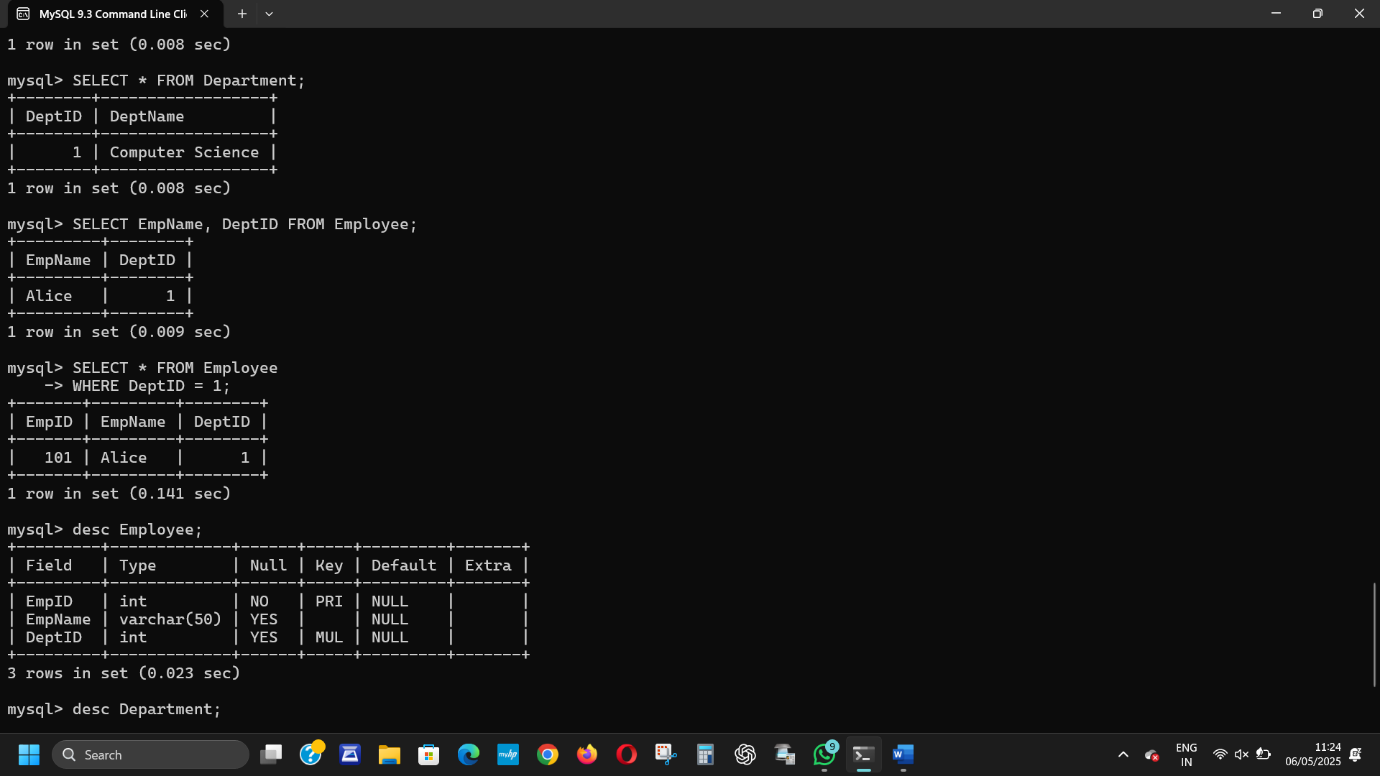 MySQL 9.3 Command Line Cli
1 row in set (0.008 sec)
mysql> SELECT * FROM Department;
+--------+------------------+
| DeptID | DeptName         |
+--------+------------------+
|      1 | Computer Science |
+--------+------------------+
1 row in set (0.008 sec)
mysql> SELECT EmpName, DeptID FROM Employee;
+---------+--------+
| EmpName | DeptID |
+---------+--------+
| Alice   |      1 |
+---------+--------+
1 row in set (0.009 sec)
mysql> SELECT * FROM Employee
    -> WHERE DeptID = 1;
+-------+---------+--------+
| EmpID | EmpName | DeptID |
+-------+---------+--------+
|   101 | Alice   |      1 |
+-------+---------+--------+
1 row in set (0.141 sec)
mysql> desc Employee;
+---------+-------------+------+-----+---------+-------+
| Field   | Type        | Null | Key | Default | Extra |
+---------+-------------+------+-----+---------+-------+
| EmpID   | int         | NO   | PRI | NULL    |       |
| EmpName | varchar(50) | YES  |     | NULL    |       |
| DeptID  | int         | YES  | MUL | NULL    |       |
+---------+-------------+------+-----+---------+-------+
3 rows in set (0.023 sec)
mysql> desc Department;
Search
myhp
9
W
ENG
IN
11:24
06/05/2025